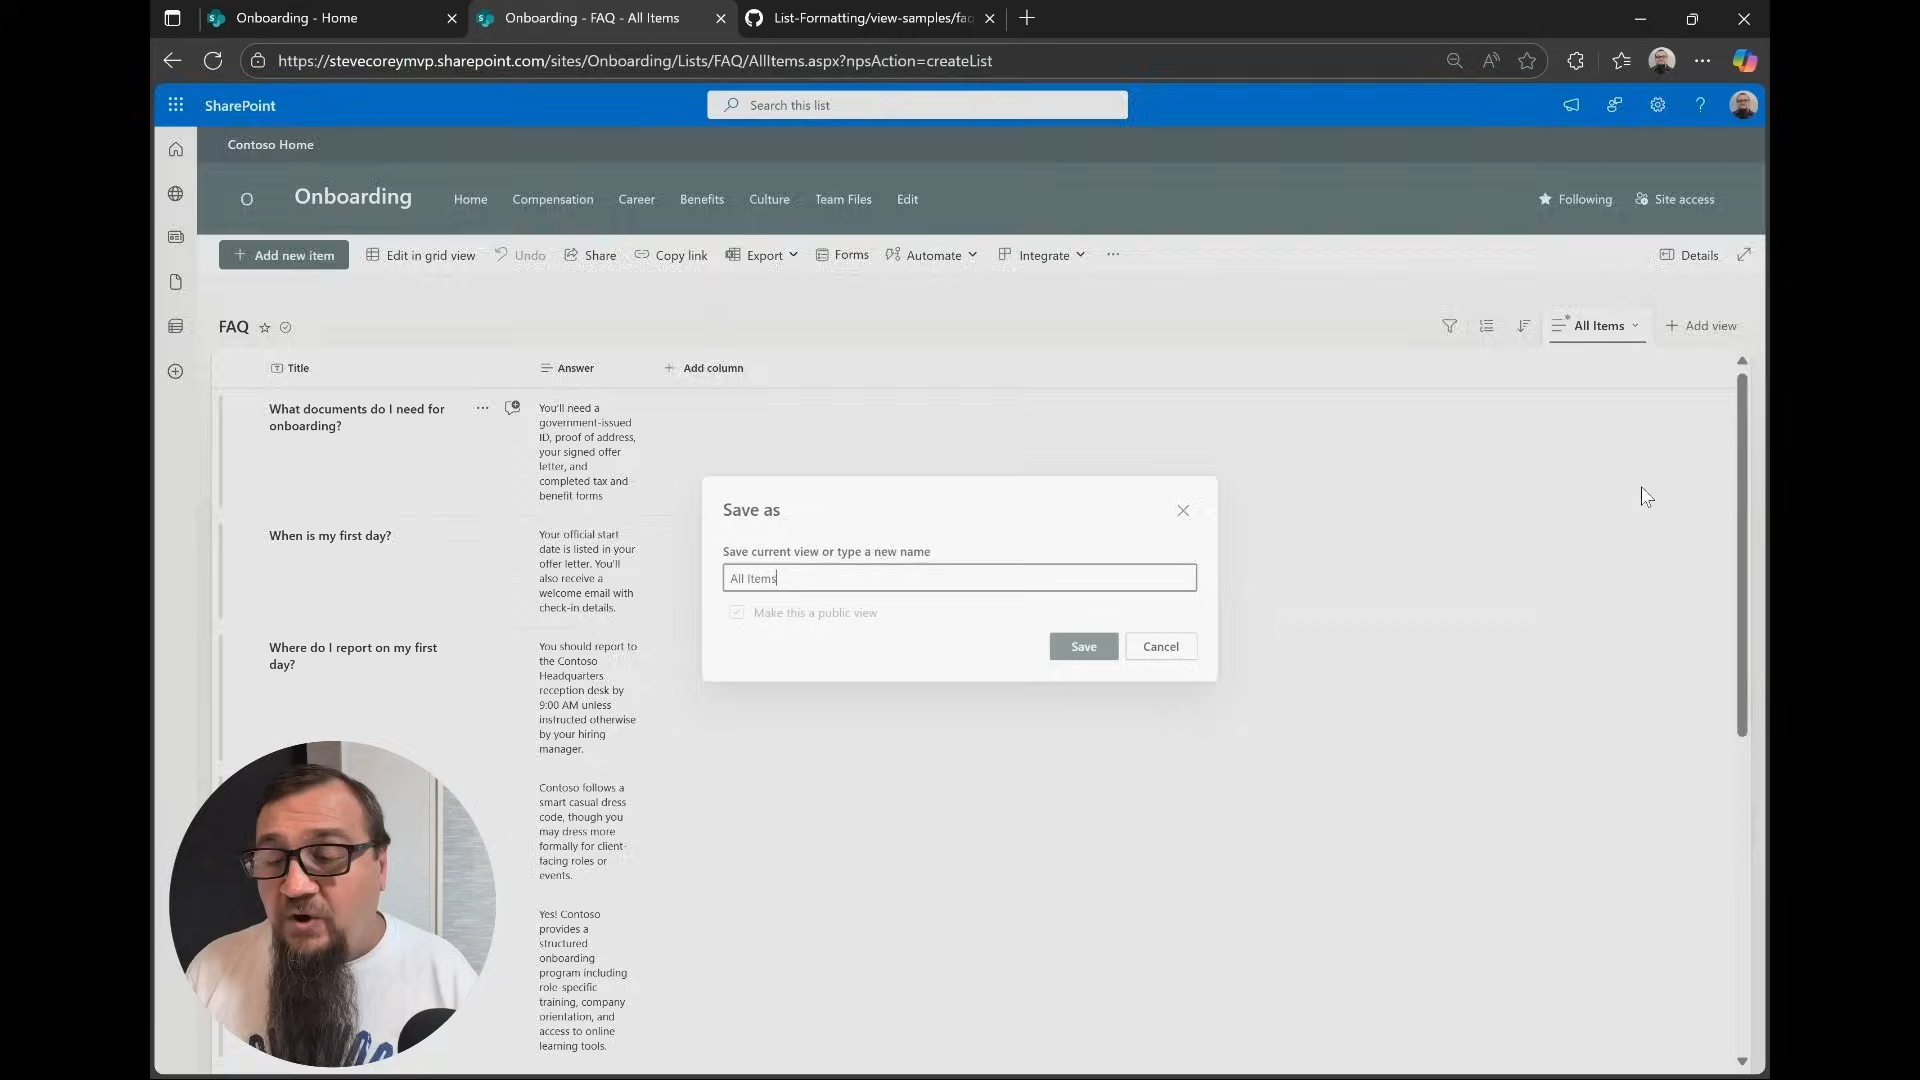 Onboarding - Home
Onboarding - FAQ - All Items
List-Formatting/view-samples/faq
https://stevecoreymvp.sharepoint.com/sites/Onboarding/Lists/FAQ/AllItems.aspx?npsAction=createList
SharePoint
Search this list
Contoso Home
O
Onboarding
Home
Compensation
Career
Benefits
Culture
Team Files
Edit
Following
Site access
Add new item
Edit in grid view
Undo
Share
Copy link
Export
Forms
Automate
Integrate
Details
FAQ
All Items
Add view
Title
Answer
Add column
What documents do I need for
onboarding?
You'll need a
government-issued
ID, proof of address,
your signed offer
letter, and
completed tax and
benefit forms
When is my first day?
Your official start
date is listed in your
offer letter. You'll
also receive a
welcome email with
check-in details.
Where do I report on my first
day?
You should report to
the Contoso
Headquarters
reception desk by
9:00 AM unless
instructed otherwise
by your hiring
manager.
Contoso follows a
smart casual dress
code, though you
may dress more
formally for client-
facing roles or
events.
Yes! Contoso
provides a
structured
onboarding
program including
role-specific
training, company
orientation, and
access to online
learning tools.
Save as
Save current view or type a new name
All Items
Make this a public view
Save
Cancel